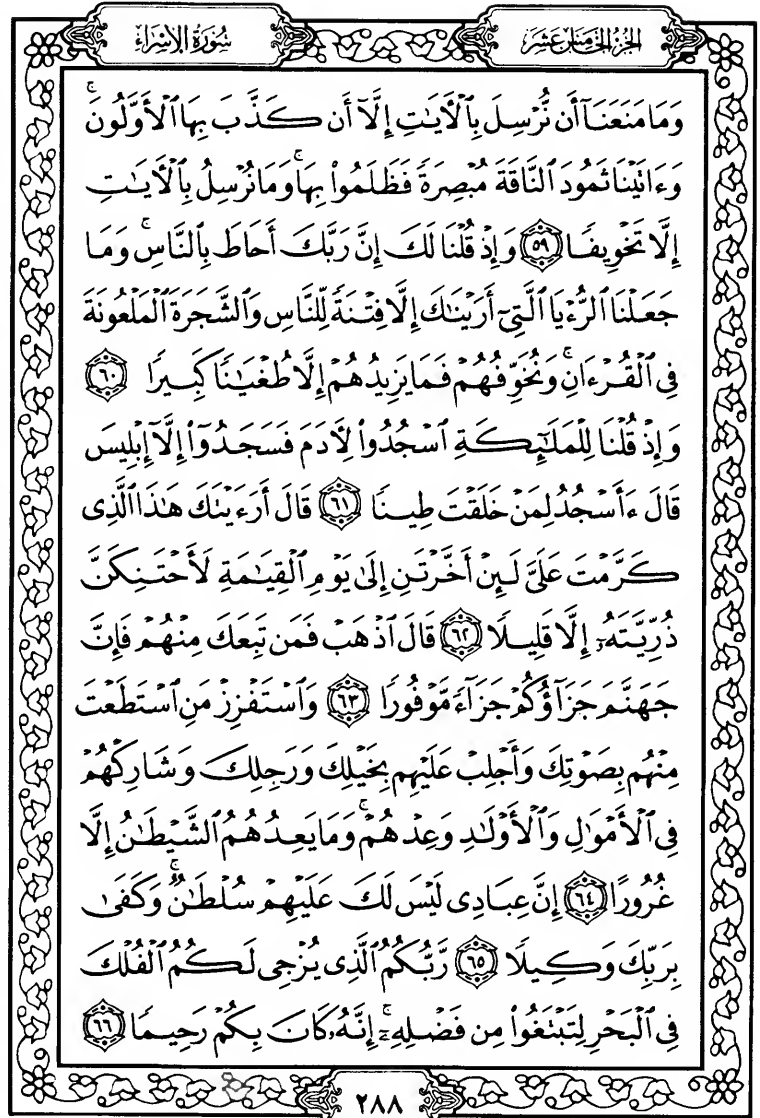 الجزء الخامس عشر
سورة الإسراء
وَمَا مَنَعَنَآ أَن نُّرْسِلَ بِٱلْأَيَٰتِ إِلَّآ أَن كَذَّبَ بِهَا ٱلْأَوَّلُونَ ۚ
وَءَاتَيْنَا ثَمُودَ ٱلنَّاقَةَ مُبْصِرَةً فَظَلَمُوا۟ بِهَا ۚ وَمَا نُرْسِلُ بِٱلْأَيَٰتِ
إِلَّا تَخْوِيفًا ٥٩ وَإِذْ قُلْنَا لَكَ إِنَّ رَبَّكَ أَحَاطَ بِٱلنَّاسِ ۚ وَمَا
جَعَلْنَا ٱلرُّءْيَا ٱلَّتِىٓ أَرَيْنَٰكَ إِلَّا فِتْنَةً لِّلنَّاسِ وَٱلشَّجَرَةَ ٱلْمَلْعُونَةَ
فِى ٱلْقُرْءَانِ ۚ وَنُخَوِّفُهُمْ فَمَا يَزِيدُهُمْ إِلَّا طُغْيَٰنًا كَبِيرًا ٦٠
وَإِذْ قُلْنَا لِلْمَلَٰٓئِكَةِ ٱسْجُدُوا۟ لِأَدَمَ فَسَجَدُوٓا۟ إِلَّآ إِبْلِيسَ
قَالَ ءَأَسْجُدُ لِمَنْ خَلَقْتَ طِينًا ٦١ قَالَ أَرَءَيْتَكَ هَٰذَا ٱلَّذِى
كَرَّمْتَ عَلَىَّ لَئِنْ أَخَّرْتَنِ إِلَىٰ يَوْمِ ٱلْقِيَٰمَةِ لَأَحْتَنِكَنَّ
ذُرِّيَّتَهُۥٓ إِلَّا قَلِيلًا ٦٢ قَالَ ٱذْهَبْ فَمَن تَبِعَكَ مِنْهُمْ فَإِنَّ
جَهَنَّمَ جَزَآؤُكُمْ جَزَآءً مَّوْفُورًا ٦٣ وَٱسْتَفْزِزْ مَنِ ٱسْتَطَعْتَ
مِنْهُم بِصَوْتِكَ وَأَجْلِبْ عَلَيْهِم بِخَيْلِكَ وَرَجِلِكَ وَشَارِكْهُمْ
فِى ٱلْأَمْوَٰلِ وَٱلْأَوْلَٰدِ وَعِدْهُمْ ۚ وَمَا يَعِدُهُمُ ٱلشَّيْطَٰنُ إِلَّا
غُرُورًا ٦٤ إِنَّ عِبَادِى لَيْسَ لَكَ عَلَيْهِمْ سُلْطَٰنٌ ۚ وَكَفَىٰ
بِرَبِّكَ وَكِيلًا ٦٥ رَّبُّكُمُ ٱلَّذِى يُزْجِى لَكُمُ ٱلْفُلْكَ
فِى ٱلْبَحْرِ لِتَبْتَغُوا۟ مِن فَضْلِهِۦٓ ۚ إِنَّهُۥ كَانَ بِكُمْ رَحِيمًا ٦٦
٢٨٨